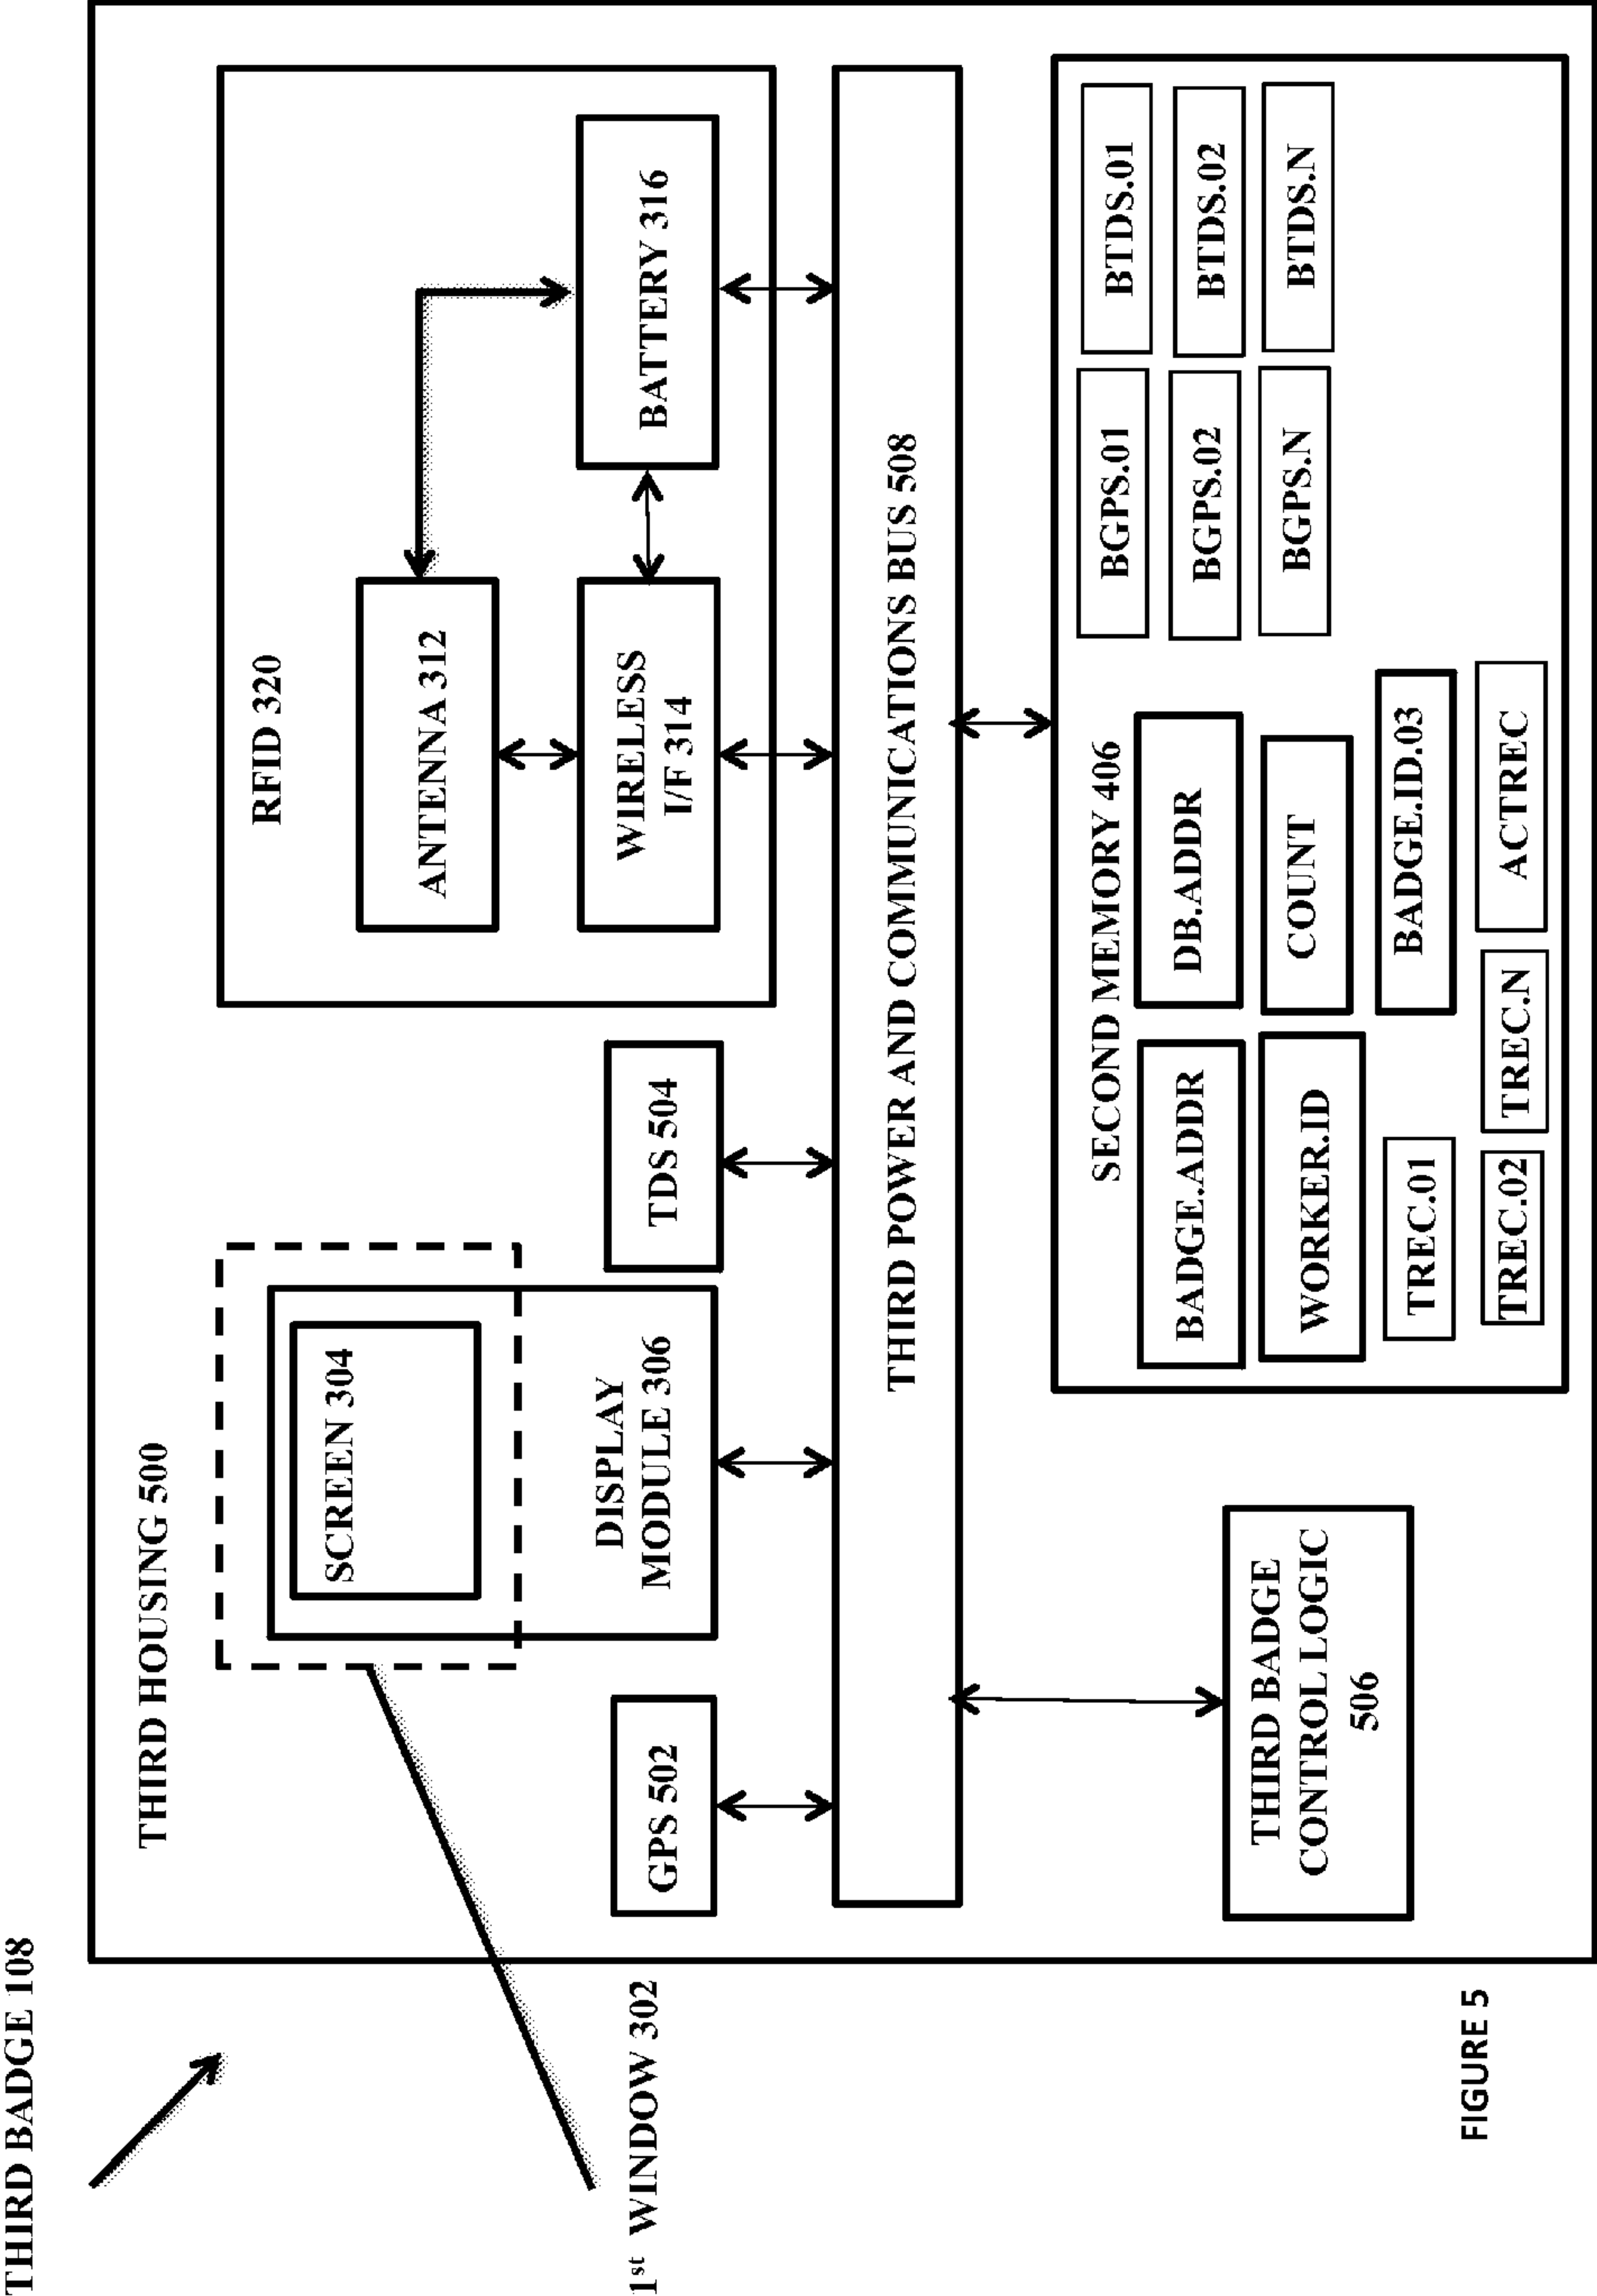 THIRD BADGE 108
THIRD HOUSING 500
1st WINDOW 302
SCREEN 304
DISPLAY
MODULE 306
GPS 502
TDS 504
RFID 320
ANTENNA 312
WIRELESS
I/F 314
BATTERY 316
THIRD POWER AND COMMUNICATIONS BUS 508
THIRD BADGE
CONTROL LOGIC
506
SECOND MEMORY 406
BADGE.ADDR
DB.ADDR
WORKER.ID
COUNT
TREC.01
BADGE.ID.03
TREC.02
TREC.N
ACTREC
BGPS.01
BTDS.01
BGPS.02
BTDS.02
BGPS.N
BTDS.N
FIGURE 5